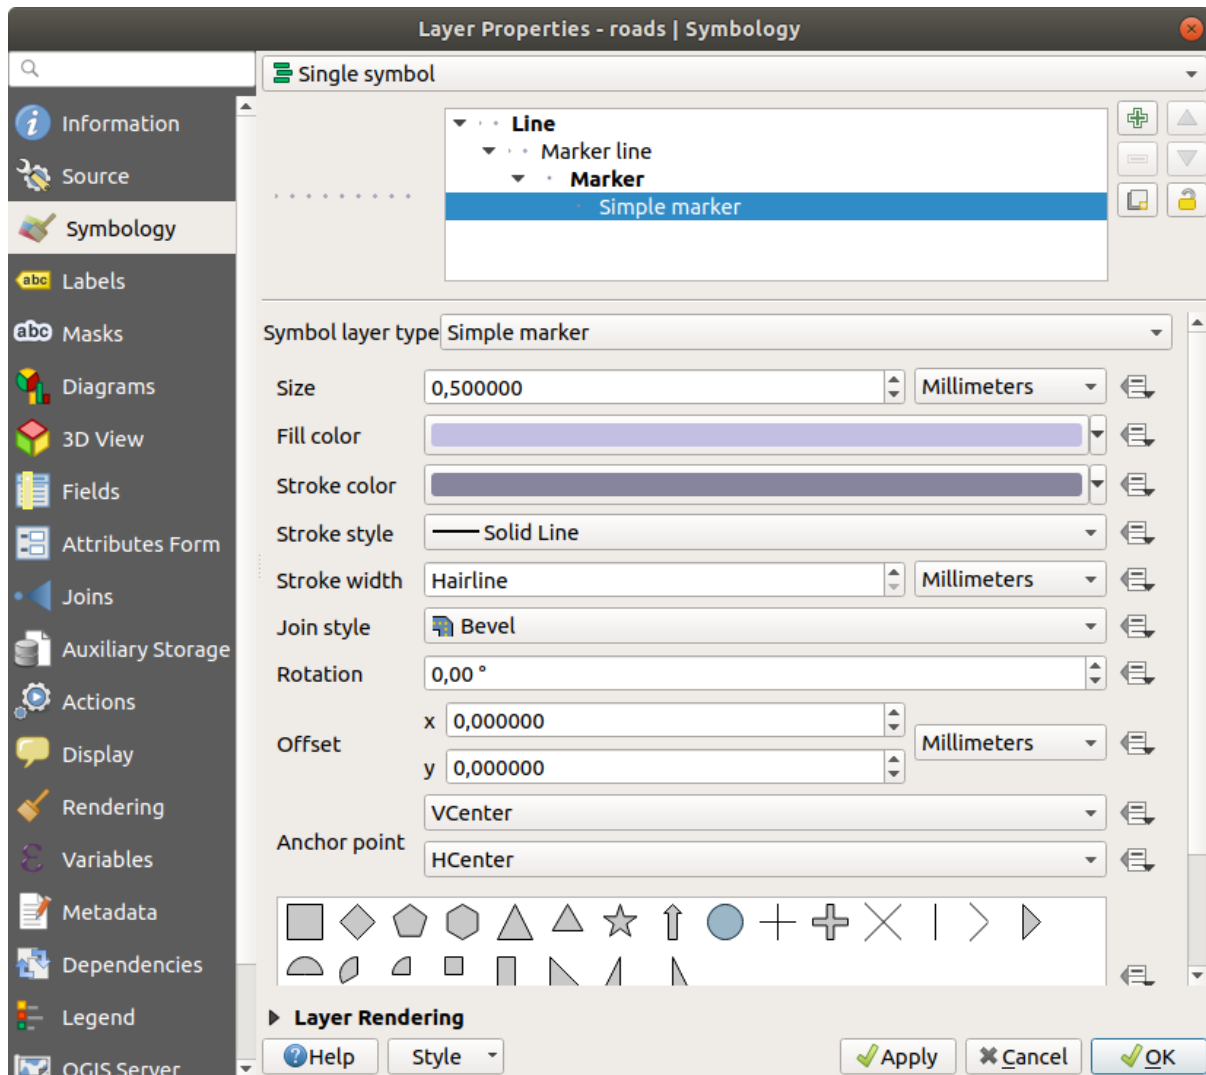 Layer Properties - roads | Symbology
Single symbol
Information
Source
Symbology
Labels
Masks
Diagrams
3D View
Fields
Attributes Form
Joins
Auxiliary Storage
Actions
Display
Rendering
Variables
Metadata
Dependencies
Legend
QGIS Server
abc
abc
Line
Marker line
Marker
Simple marker
Symbol layer type Simple marker
Size 0,500000 Millimeters
Fill color
Stroke color
Stroke style Solid Line
Stroke width Hairline Millimeters
Join style Bevel
Rotation 0,00 °
Offset x 0,000000 Millimeters
y 0,000000
Anchor point VCenter
HCenter
Layer Rendering
Help Style Apply Cancel OK